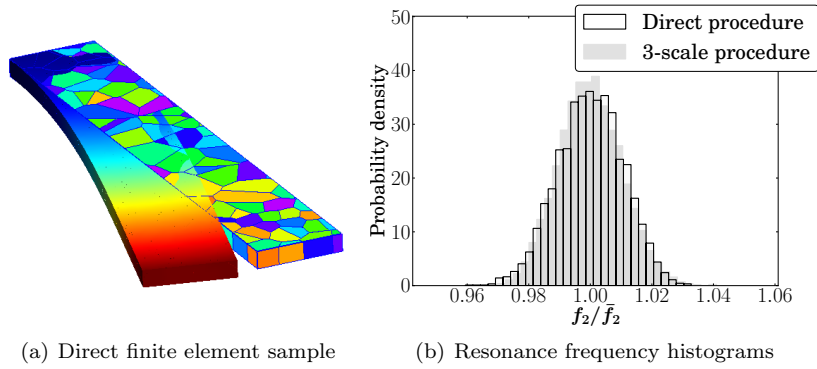 50
40
30
20
10
0
Probability density
Direct procedure
3-scale procedure
0.96 0.98 1.00 1.02 1.04 1.06
f₂/f̄₂
(a) Direct finite element sample
(b) Resonance frequency histograms